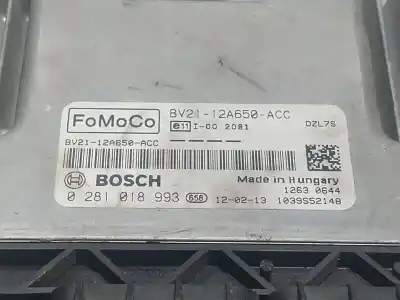 FoMoCo
BV21-12A650-ACC
e11 I-00 2081
DZL7S
BV21-12A650-ACC
BOSCH
Made in Hungary
1263 0644
0 281 018 993 658 12-02-13 1039S52148